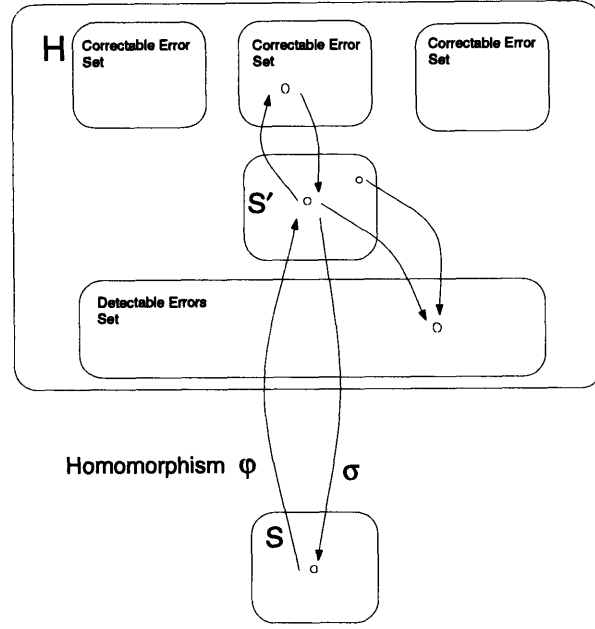 H
Correctable Error
Set
Correctable Error
Set
Correctable Error
Set
S′
Detectable Errors
Set
Homomorphism φ
σ
S